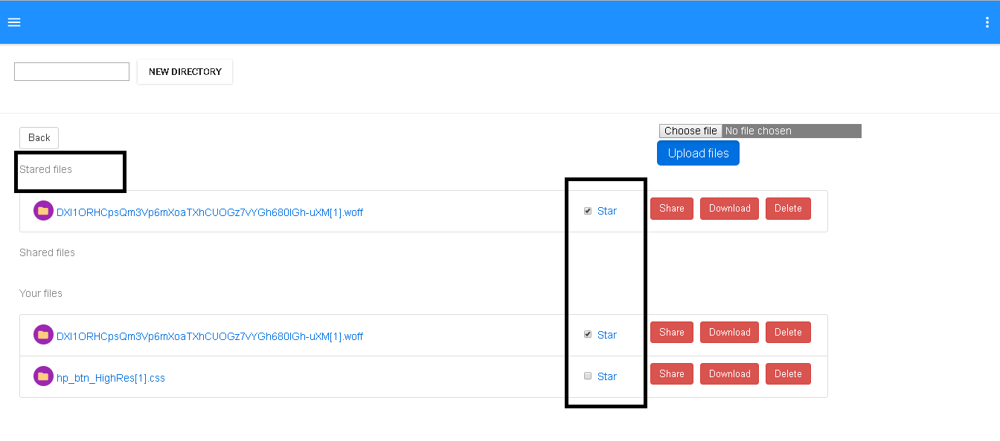 NEW DIRECTORY
Back
Choose file No file chosen
Upload files
Stared files
DXI1ORHCpsQm3Vp6mXoaTXhCUOGz7vYGh680lGh-uXM[1].woff Star Share Download Delete
Shared files
Your files
DXI1ORHCpsQm3Vp6mXoaTXhCUOGz7vYGh680lGh-uXM[1].woff Star Share Download Delete
hp_btn_HighRes[1].css Star Share Download Delete